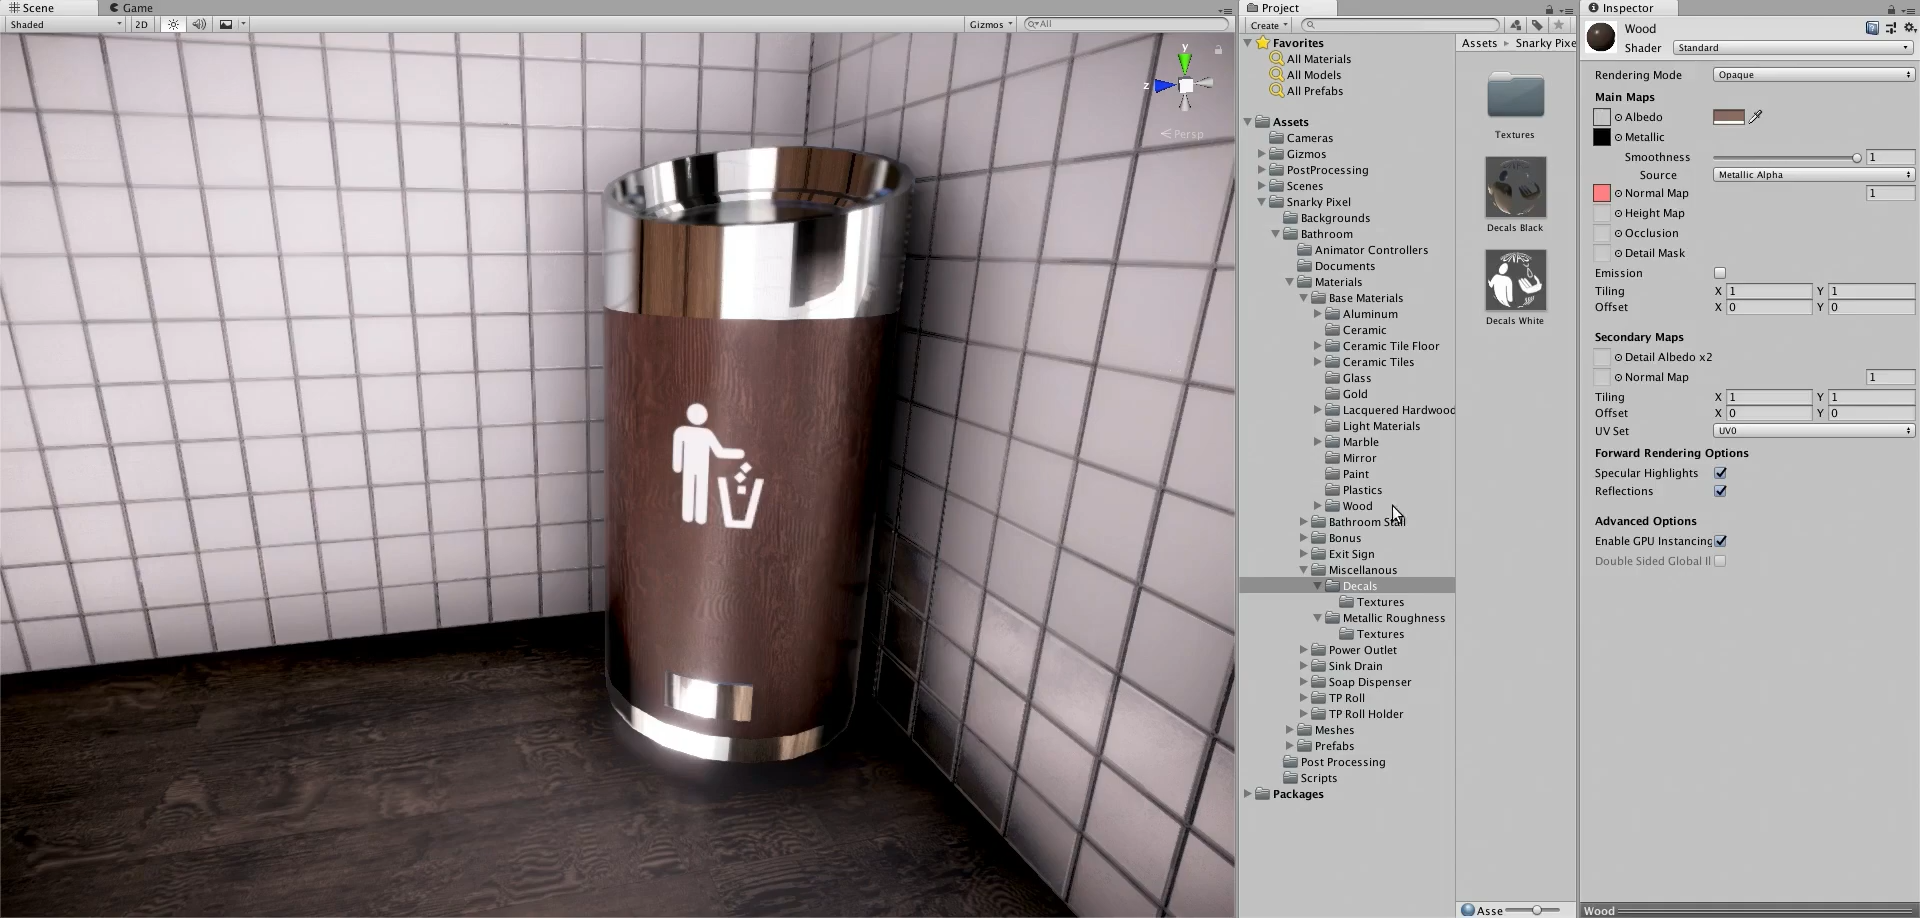 Scene
Game
Shaded
2D
Gizmos
All
y
z
Persp
Project
Create
Favorites
All Materials
All Models
All Prefabs
Assets
Cameras
Gizmos
PostProcessing
Scenes
Snarky Pixel
Backgrounds
Bathroom
Animator Controllers
Documents
Materials
Base Materials
Aluminum
Ceramic
Ceramic Tile Floor
Ceramic Tiles
Glass
Gold
Lacquered Hardwood
Light Materials
Marble
Mirror
Paint
Plastics
Wood
Bathroom Stall
Bonus
Exit Sign
Miscellanous
Decals
Textures
Metallic Roughness
Textures
Power Outlet
Sink Drain
Soap Dispenser
TP Roll
TP Roll Holder
Meshes
Prefabs
Post Processing
Scripts
Packages
Assets ▸ Snarky Pixe
Textures
Decals Black
Decals White
Asse
Inspector
Wood
Shader Standard
Rendering Mode Opaque
Main Maps
Albedo
Metallic
Smoothness 1
Source Metallic Alpha
Normal Map 1
Height Map
Occlusion
Detail Mask
Emission
Tiling X 1 Y 1
Offset X 0 Y 0
Secondary Maps
Detail Albedo x2
Normal Map 1
Tiling X 1 Y 1
Offset X 0 Y 0
UV Set UV0
Forward Rendering Options
Specular Highlights
Reflections
Advanced Options
Enable GPU Instancing
Double Sided Global Il
Wood